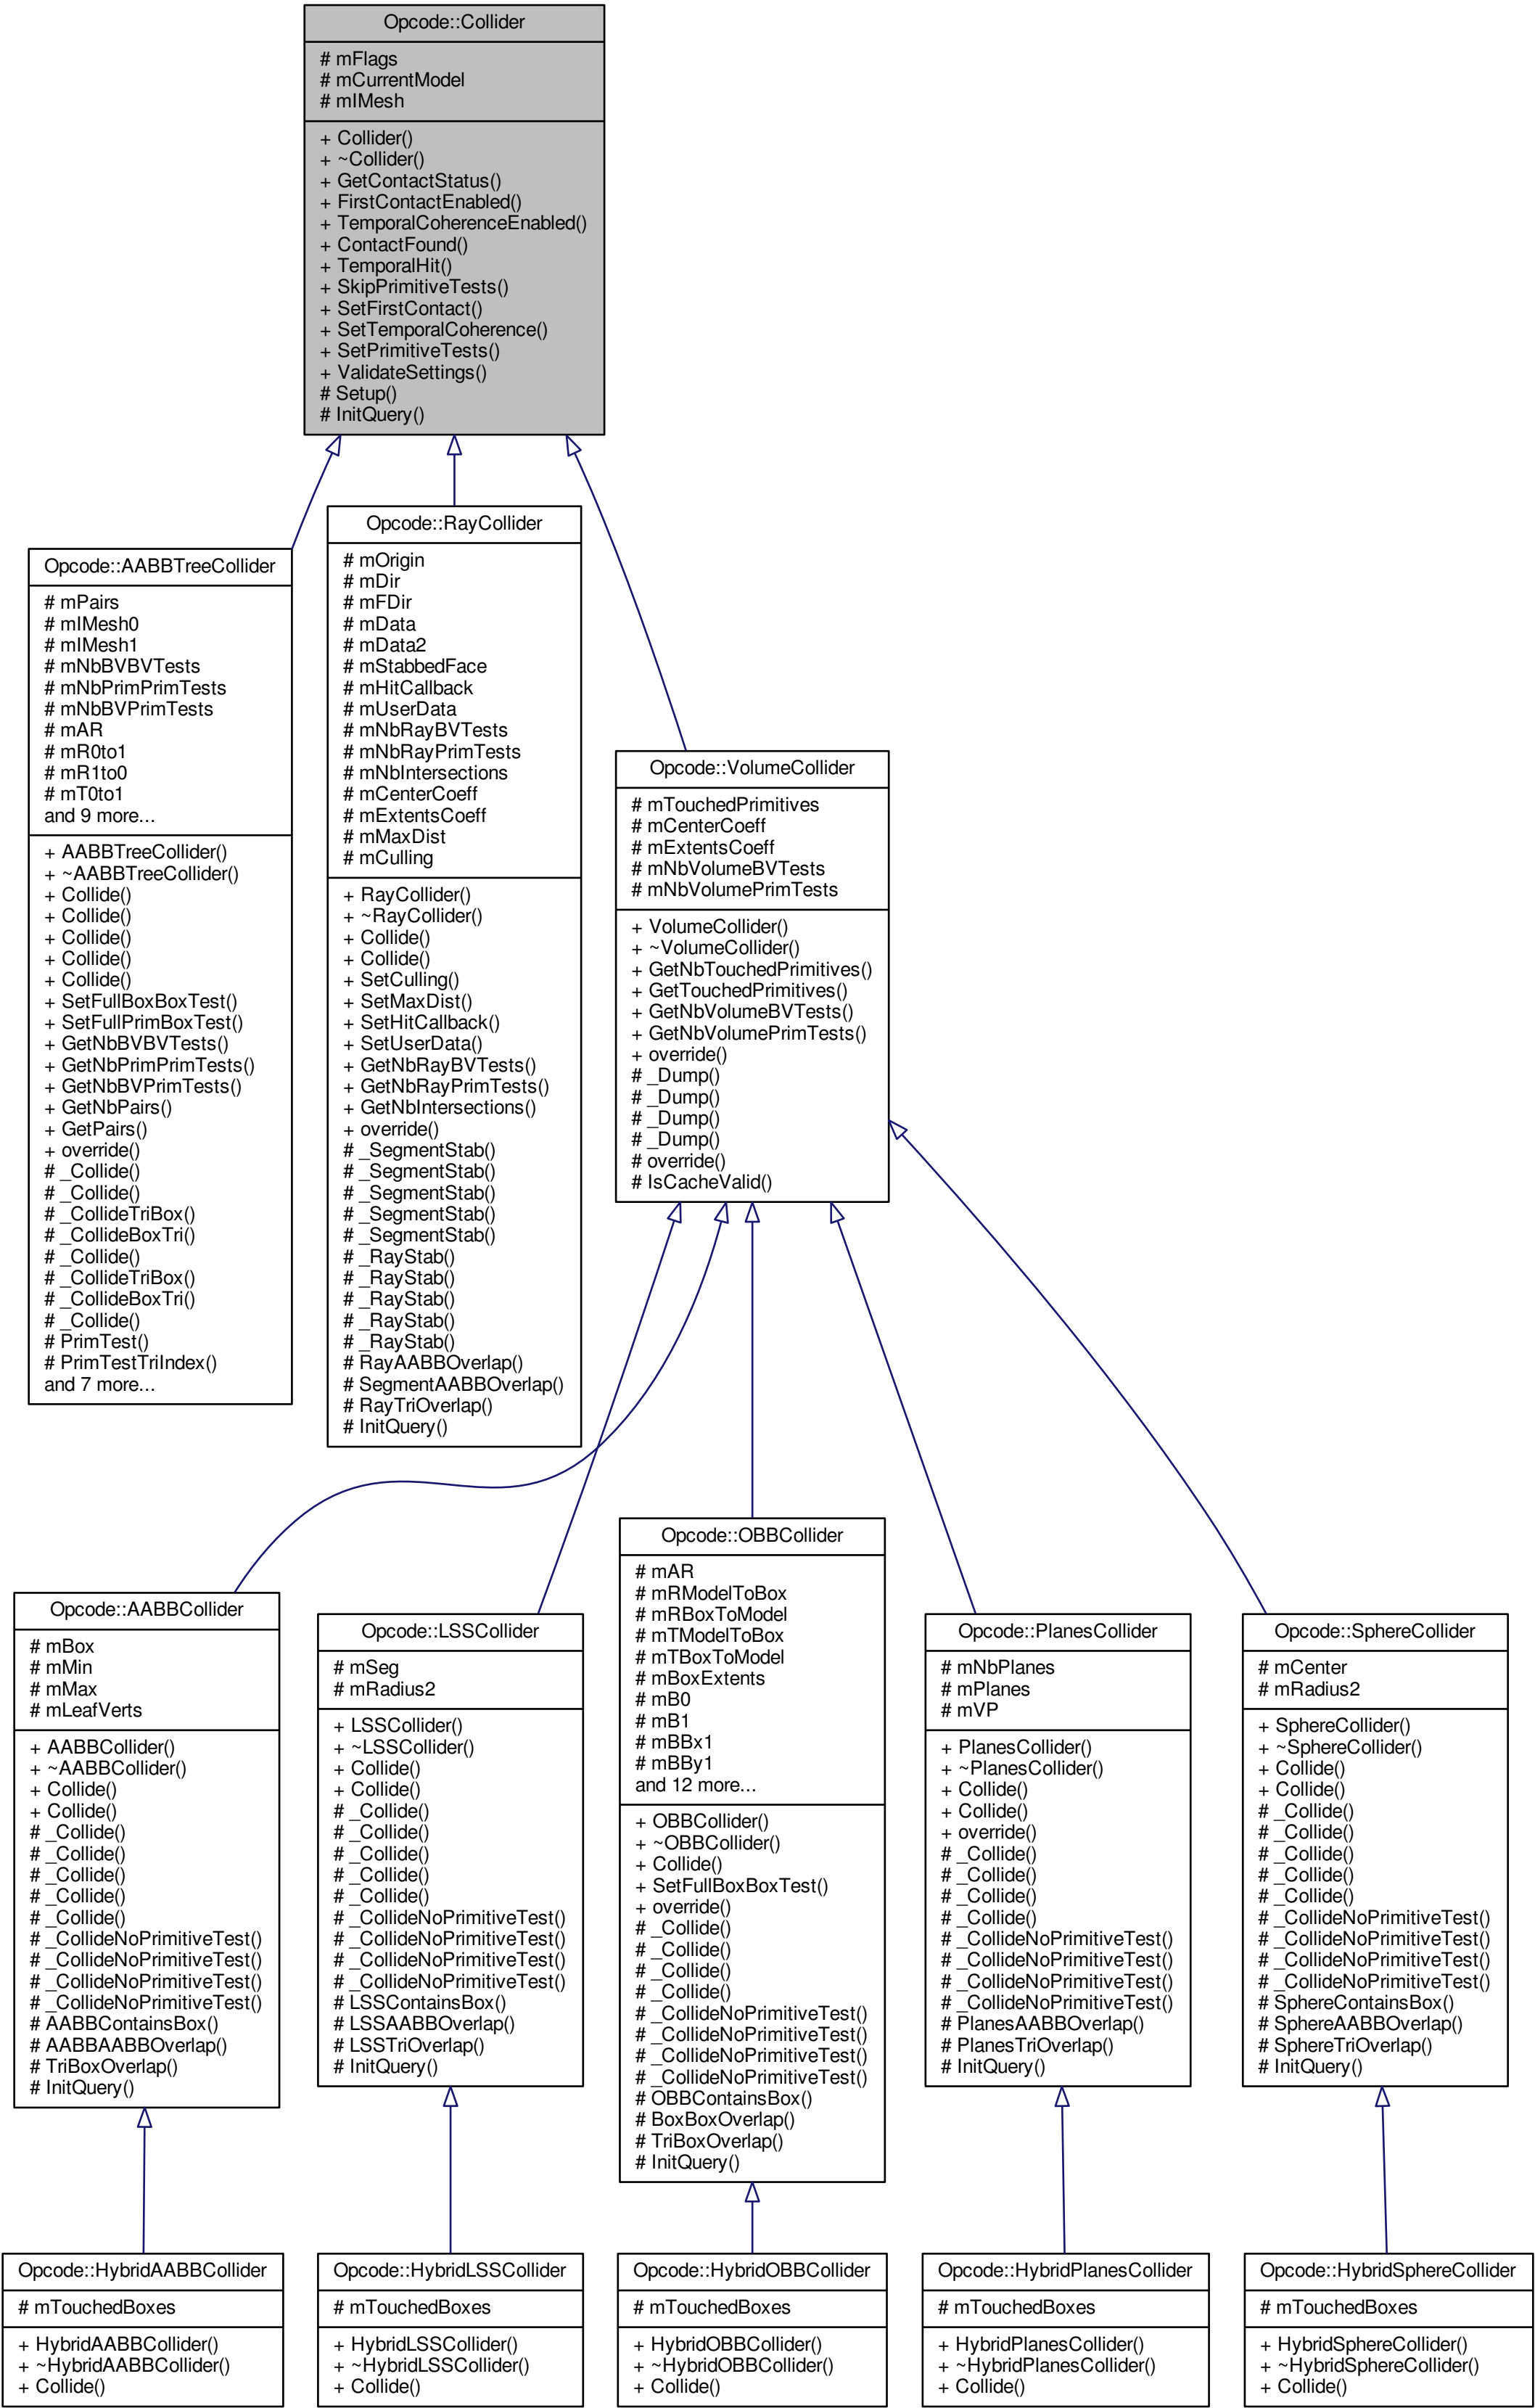 Opcode::Collider
# mFlags
# mCurrentModel
# mIMesh
+ Collider()
+ ~Collider()
+ GetContactStatus()
+ FirstContactEnabled()
+ TemporalCoherenceEnabled()
+ ContactFound()
+ TemporalHit()
+ SkipPrimitiveTests()
+ SetFirstContact()
+ SetTemporalCoherence()
+ SetPrimitiveTests()
+ ValidateSettings()
# Setup()
# InitQuery()
Opcode::AABBTreeCollider
# mPairs
# mIMesh0
# mIMesh1
# mNbBVBVTests
# mNbPrimPrimTests
# mNbBVPrimTests
# mAR
# mR0to1
# mR1to0
# mT0to1
and 9 more...
+ AABBTreeCollider()
+ ~AABBTreeCollider()
+ Collide()
+ Collide()
+ Collide()
+ Collide()
+ Collide()
+ SetFullBoxBoxTest()
+ SetFullPrimBoxTest()
+ GetNbBVBVTests()
+ GetNbPrimPrimTests()
+ GetNbBVPrimTests()
+ GetNbPairs()
+ GetPairs()
+ override()
# _Collide()
# _Collide()
# _CollideTriBox()
# _CollideBoxTri()
# _Collide()
# _CollideTriBox()
# _CollideBoxTri()
# _Collide()
# PrimTest()
# PrimTestTriIndex()
and 7 more...
Opcode::RayCollider
# mOrigin
# mDir
# mFDir
# mData
# mData2
# mStabbedFace
# mHitCallback
# mUserData
# mNbRayBVTests
# mNbRayPrimTests
# mNbIntersections
# mCenterCoeff
# mExtentsCoeff
# mMaxDist
# mCulling
+ RayCollider()
+ ~RayCollider()
+ Collide()
+ Collide()
+ SetCulling()
+ SetMaxDist()
+ SetHitCallback()
+ SetUserData()
+ GetNbRayBVTests()
+ GetNbRayPrimTests()
+ GetNbIntersections()
+ override()
# _SegmentStab()
# _SegmentStab()
# _SegmentStab()
# _SegmentStab()
# _SegmentStab()
# _RayStab()
# _RayStab()
# _RayStab()
# _RayStab()
# _RayStab()
# RayAABBOverlap()
# SegmentAABBOverlap()
# RayTriOverlap()
# InitQuery()
Opcode::VolumeCollider
# mTouchedPrimitives
# mCenterCoeff
# mExtentsCoeff
# mNbVolumeBVTests
# mNbVolumePrimTests
+ VolumeCollider()
+ ~VolumeCollider()
+ GetNbTouchedPrimitives()
+ GetTouchedPrimitives()
+ GetNbVolumeBVTests()
+ GetNbVolumePrimTests()
+ override()
# _Dump()
# _Dump()
# _Dump()
# _Dump()
# override()
# IsCacheValid()
Opcode::AABBCollider
# mBox
# mMin
# mMax
# mLeafVerts
+ AABBCollider()
+ ~AABBCollider()
+ Collide()
+ Collide()
# _Collide()
# _Collide()
# _Collide()
# _Collide()
# _Collide()
# _CollideNoPrimitiveTest()
# _CollideNoPrimitiveTest()
# _CollideNoPrimitiveTest()
# _CollideNoPrimitiveTest()
# AABBContainsBox()
# AABBAABBOverlap()
# TriBoxOverlap()
# InitQuery()
Opcode::LSSCollider
# mSeg
# mRadius2
+ LSSCollider()
+ ~LSSCollider()
+ Collide()
+ Collide()
# _Collide()
# _Collide()
# _Collide()
# _Collide()
# _Collide()
# _CollideNoPrimitiveTest()
# _CollideNoPrimitiveTest()
# _CollideNoPrimitiveTest()
# _CollideNoPrimitiveTest()
# LSSContainsBox()
# LSSAABBOverlap()
# LSSTriOverlap()
# InitQuery()
Opcode::OBBCollider
# mAR
# mRModelToBox
# mRBoxToModel
# mTModelToBox
# mTBoxToModel
# mBoxExtents
# mB0
# mB1
# mBBx1
# mBBy1
and 12 more...
+ OBBCollider()
+ ~OBBCollider()
+ Collide()
+ SetFullBoxBoxTest()
+ override()
# _Collide()
# _Collide()
# _Collide()
# _Collide()
# _CollideNoPrimitiveTest()
# _CollideNoPrimitiveTest()
# _CollideNoPrimitiveTest()
# _CollideNoPrimitiveTest()
# OBBContainsBox()
# BoxBoxOverlap()
# TriBoxOverlap()
# InitQuery()
Opcode::PlanesCollider
# mNbPlanes
# mPlanes
# mVP
+ PlanesCollider()
+ ~PlanesCollider()
+ Collide()
+ Collide()
+ override()
# _Collide()
# _Collide()
# _Collide()
# _Collide()
# _CollideNoPrimitiveTest()
# _CollideNoPrimitiveTest()
# _CollideNoPrimitiveTest()
# _CollideNoPrimitiveTest()
# PlanesAABBOverlap()
# PlanesTriOverlap()
# InitQuery()
Opcode::SphereCollider
# mCenter
# mRadius2
+ SphereCollider()
+ ~SphereCollider()
+ Collide()
+ Collide()
# _Collide()
# _Collide()
# _Collide()
# _Collide()
# _Collide()
# _CollideNoPrimitiveTest()
# _CollideNoPrimitiveTest()
# _CollideNoPrimitiveTest()
# _CollideNoPrimitiveTest()
# SphereContainsBox()
# SphereAABBOverlap()
# SphereTriOverlap()
# InitQuery()
Opcode::HybridAABBCollider
# mTouchedBoxes
+ HybridAABBCollider()
+ ~HybridAABBCollider()
+ Collide()
Opcode::HybridLSSCollider
# mTouchedBoxes
+ HybridLSSCollider()
+ ~HybridLSSCollider()
+ Collide()
Opcode::HybridOBBCollider
# mTouchedBoxes
+ HybridOBBCollider()
+ ~HybridOBBCollider()
+ Collide()
Opcode::HybridPlanesCollider
# mTouchedBoxes
+ HybridPlanesCollider()
+ ~HybridPlanesCollider()
+ Collide()
Opcode::HybridSphereCollider
# mTouchedBoxes
+ HybridSphereCollider()
+ ~HybridSphereCollider()
+ Collide()